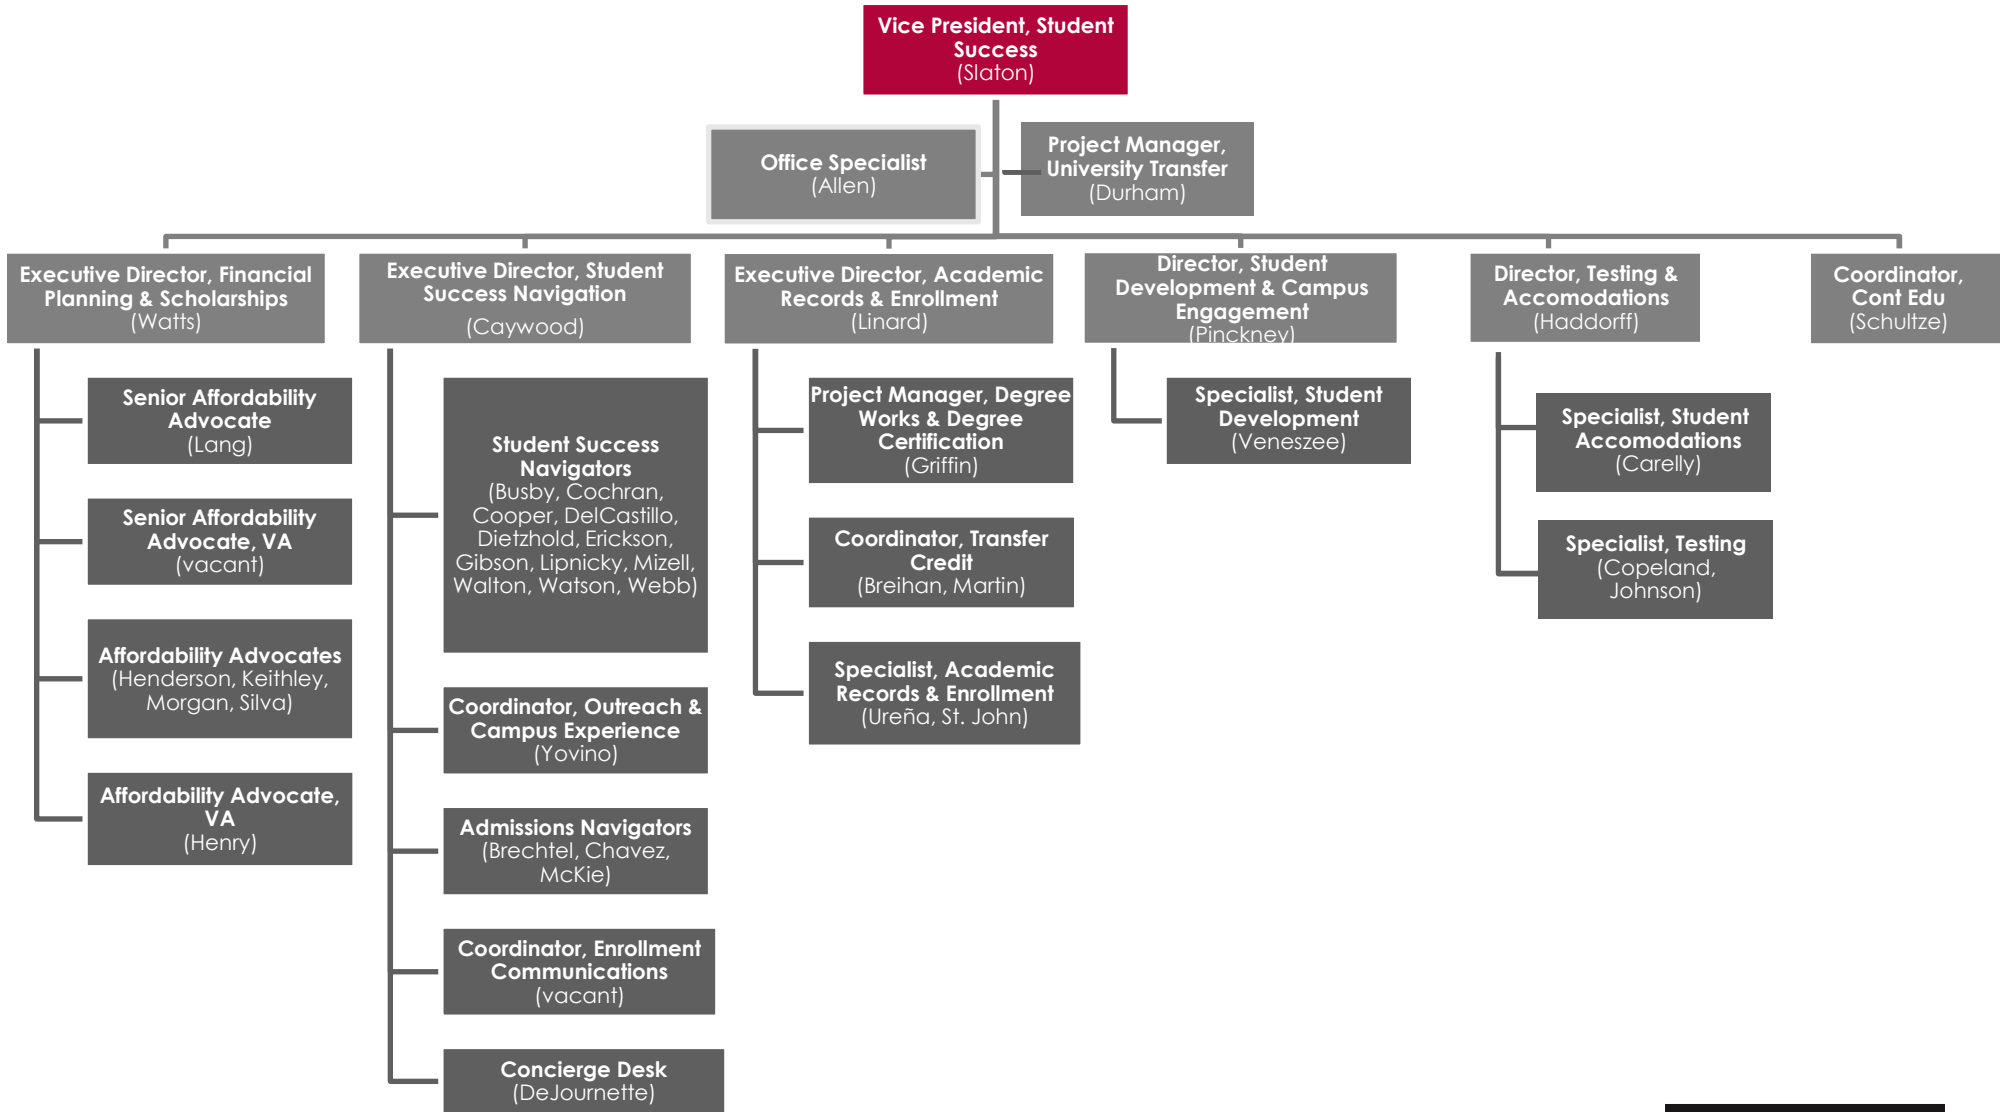 Vice President, Student
Success
(Slaton)
Office Specialist
(Allen)
Project Manager,
University Transfer
(Durham)
Executive Director, Financial
Planning & Scholarships
(Watts)
Executive Director, Student
Success Navigation
(Caywood)
Executive Director, Academic
Records & Enrollment
(Linard)
Director, Student
Development & Campus
Engagement
(Pinckney)
Director, Testing &
Accomodations
(Haddorff)
Coordinator,
Cont Edu
(Schultze)
Senior Affordability
Advocate
(Lang)
Senior Affordability
Advocate, VA
(vacant)
Affordability Advocates
(Henderson, Keithley,
Morgan, Silva)
Affordability Advocate,
VA
(Henry)
Student Success
Navigators
(Busby, Cochran,
Cooper, DelCastillo,
Dietzhold, Erickson,
Gibson, Lipnicky, Mizell,
Walton, Watson, Webb)
Coordinator, Outreach &
Campus Experience
(Yovino)
Admissions Navigators
(Brechtel, Chavez,
McKie)
Coordinator, Enrollment
Communications
(vacant)
Concierge Desk
(DeJournette)
Project Manager, Degree
Works & Degree
Certification
(Griffin)
Coordinator, Transfer
Credit
(Breihan, Martin)
Specialist, Academic
Records & Enrollment
(Ureña, St. John)
Specialist, Student
Development
(Veneszee)
Specialist, Student
Accomodations
(Carelly)
Specialist, Testing
(Copeland,
Johnson)